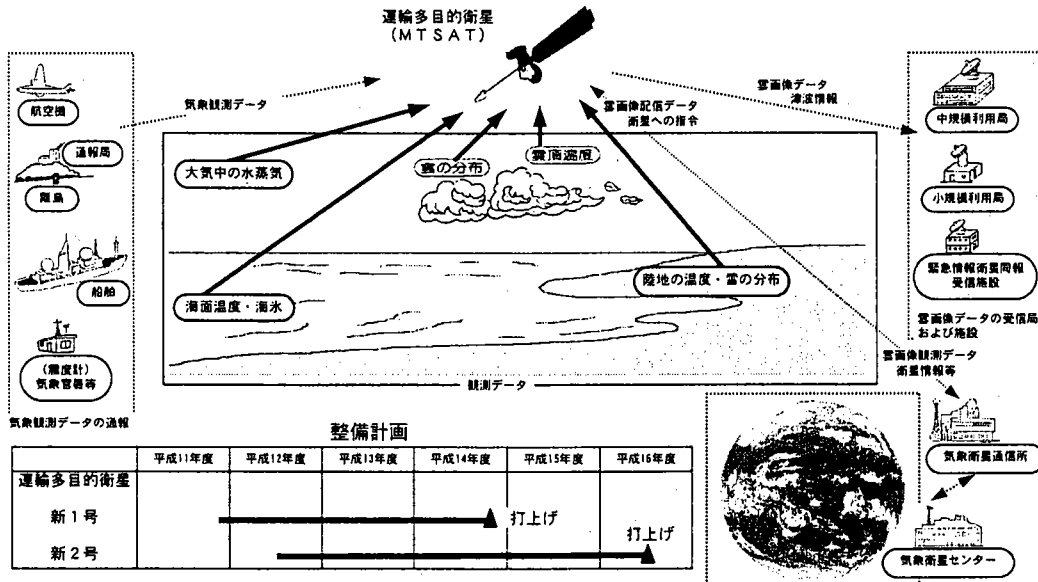 運輸多目的衛星
(MTSAT)
航空機
通報局
離島
船舶
(震度計)
気象官署等
気象観測データの通報
気象観測データ
大気中の水蒸気
雲の分布
雲頂温度
海面温度・海氷
陸地の温度・雪の分布
観測データ
雲画像配信データ
衛星への指令
雲画像データ
津波情報
中規模利用局
小規模利用局
緊急情報衛星同報
受信施設
雲画像データの受信局
および施設
雲画像観測データ
衛星情報等
気象衛星通信所
気象衛星センター
整備計画
平成11年度 平成12年度 平成13年度 平成14年度 平成15年度 平成16年度
運輸多目的衛星
新1号 打上げ
新2号 打上げ